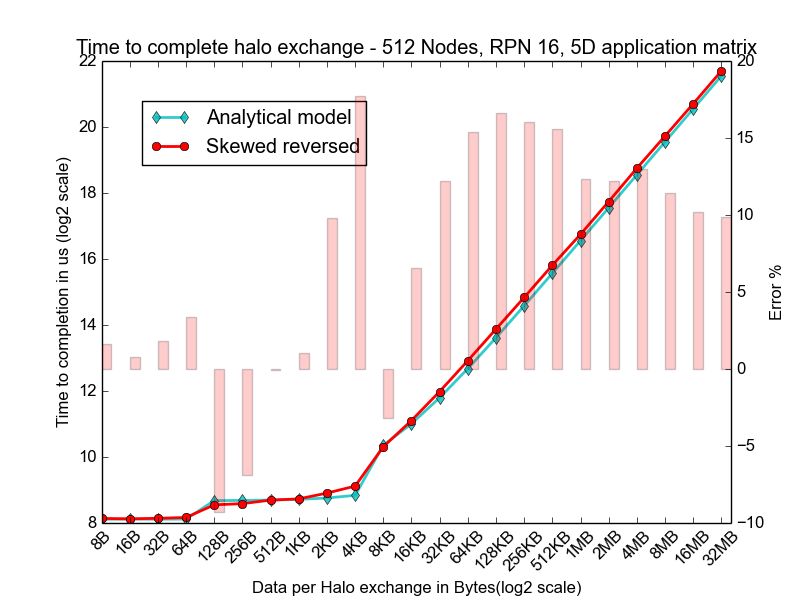 Time to complete halo exchange - 512 Nodes, RPN 16, 5D application matrix
Analytical model
Skewed reversed
Time to completion in us (log2 scale)
22
20
18
16
14
12
10
8
20
15
10
5
0
−5
−10
Error %
8B
16B
32B
64B
128B
256B
512B
1KB
2KB
4KB
8KB
16KB
32KB
64KB
128KB
256KB
512KB
1MB
2MB
4MB
8MB
16MB
32MB
Data per Halo exchange in Bytes(log2 scale)